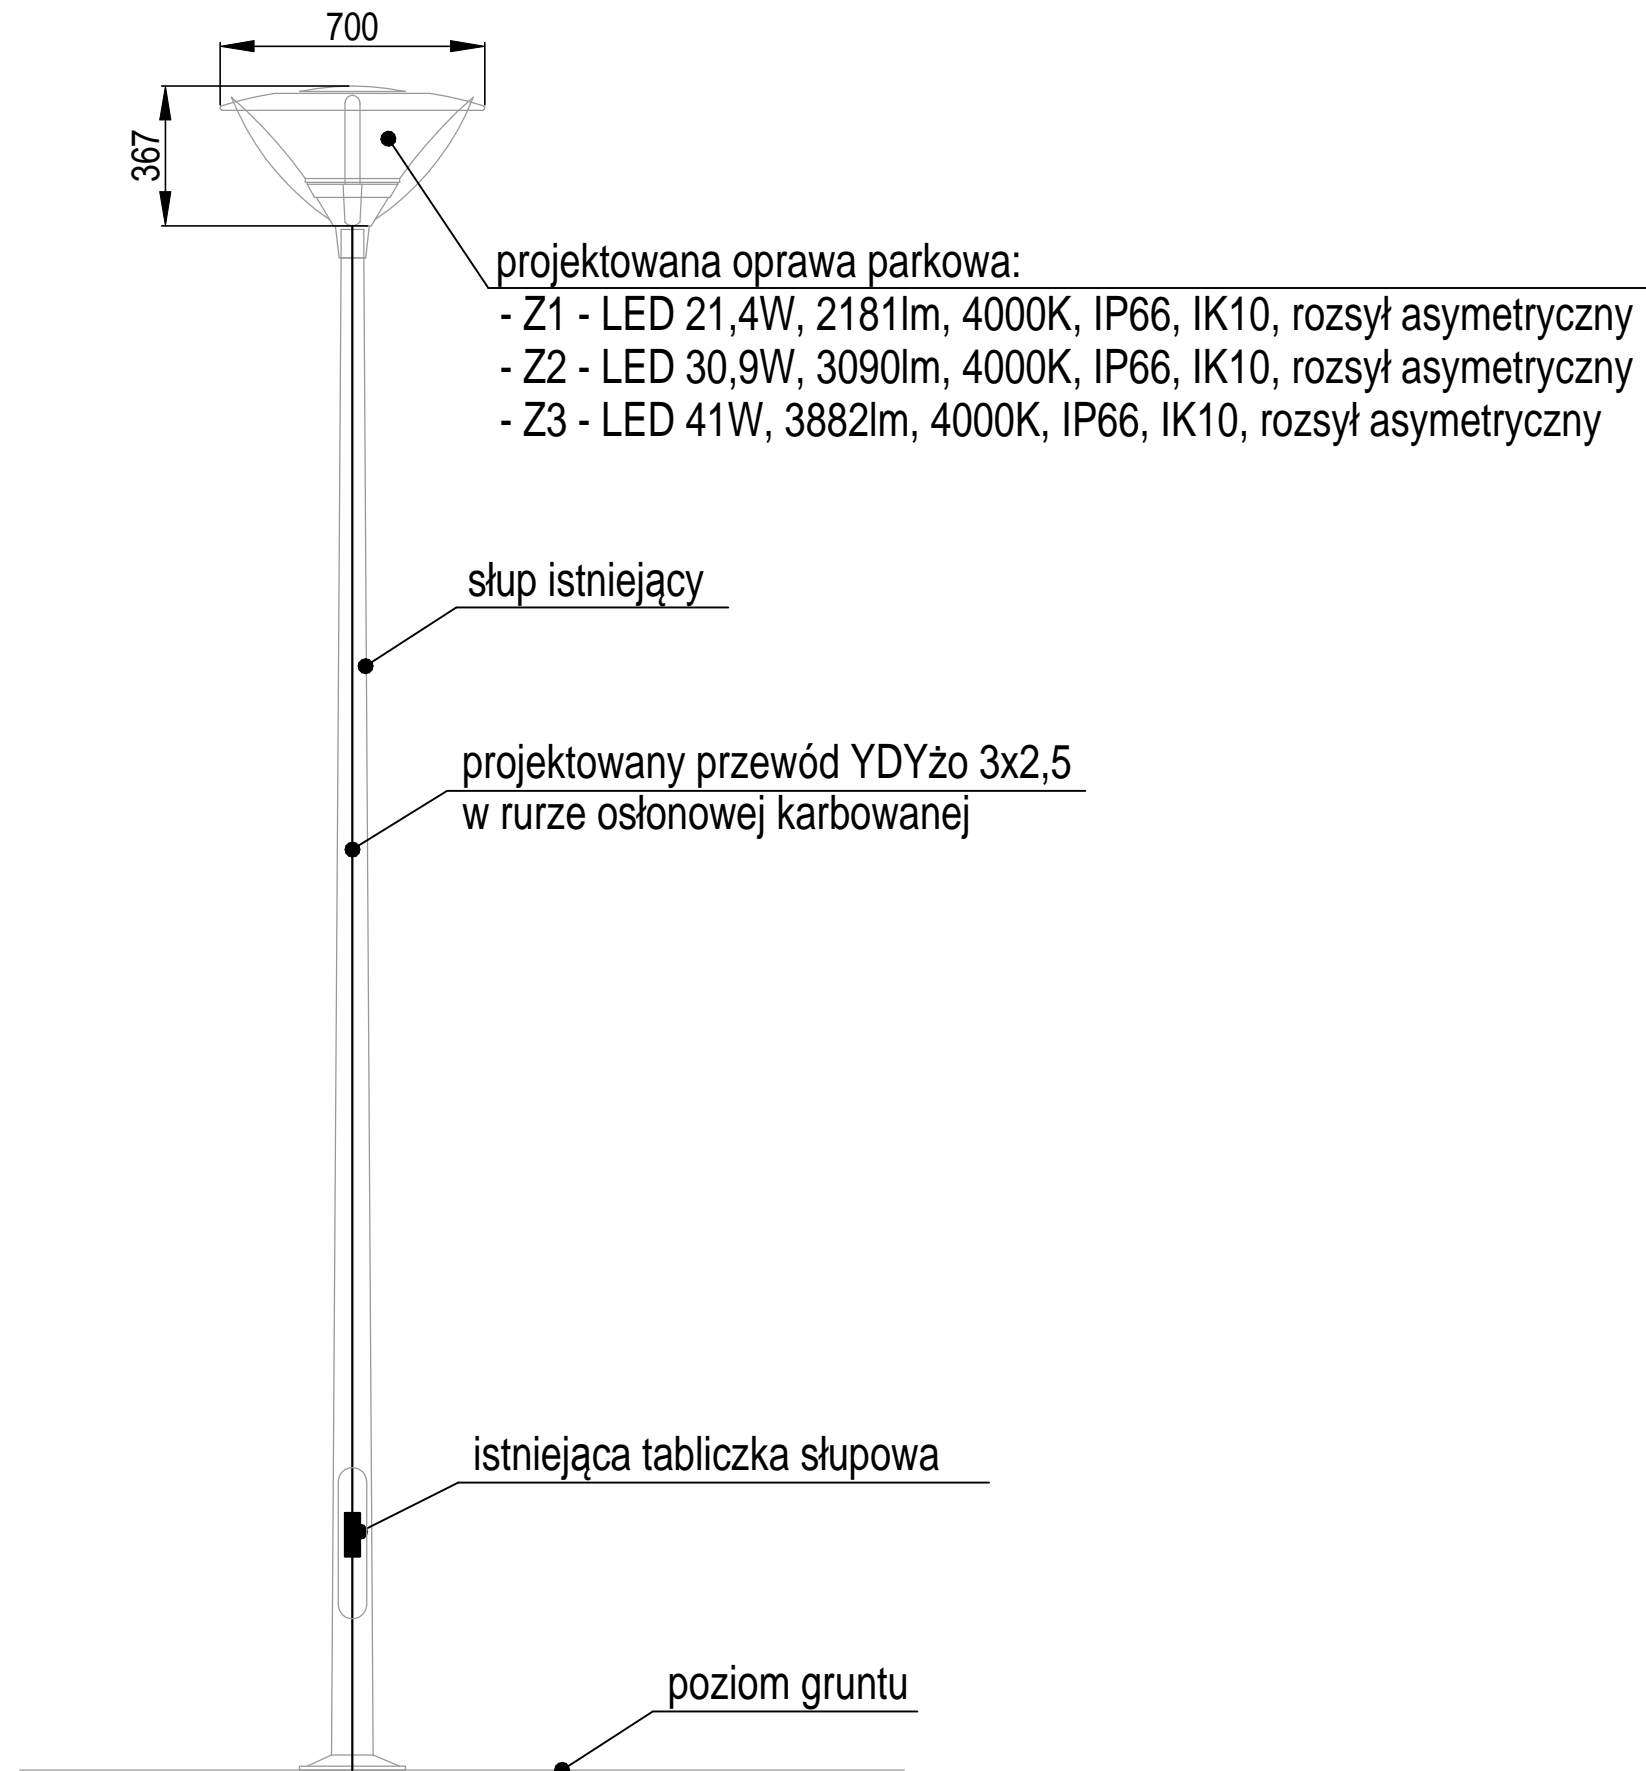 700
367
projektowana oprawa parkowa:
- Z1 - LED 21,4W, 2181lm, 4000K, IP66, IK10, rozsył asymetryczny
- Z2 - LED 30,9W, 3090lm, 4000K, IP66, IK10, rozsył asymetryczny
- Z3 - LED 41W, 3882lm, 4000K, IP66, IK10, rozsył asymetryczny
słup istniejący
projektowany przewód YDYżo 3x2,5
w rurze osłonowej karbowanej
istniejąca tabliczka słupowa
poziom gruntu